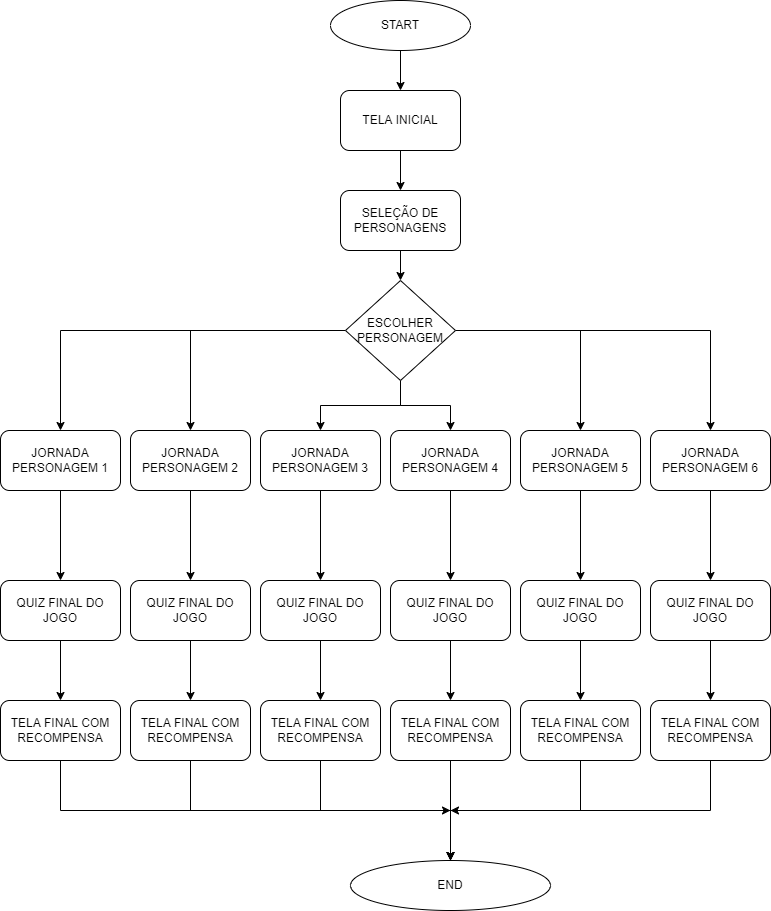 START
TELA INICIAL
SELEÇÃO DE
PERSONAGENS
ESCOLHER
PERSONAGEM
JORNADA
PERSONAGEM 1
JORNADA
PERSONAGEM 2
JORNADA
PERSONAGEM 3
JORNADA
PERSONAGEM 4
JORNADA
PERSONAGEM 5
JORNADA
PERSONAGEM 6
QUIZ FINAL DO
JOGO
QUIZ FINAL DO
JOGO
QUIZ FINAL DO
JOGO
QUIZ FINAL DO
JOGO
QUIZ FINAL DO
JOGO
QUIZ FINAL DO
JOGO
TELA FINAL COM
RECOMPENSA
TELA FINAL COM
RECOMPENSA
TELA FINAL COM
RECOMPENSA
TELA FINAL COM
RECOMPENSA
TELA FINAL COM
RECOMPENSA
TELA FINAL COM
RECOMPENSA
END